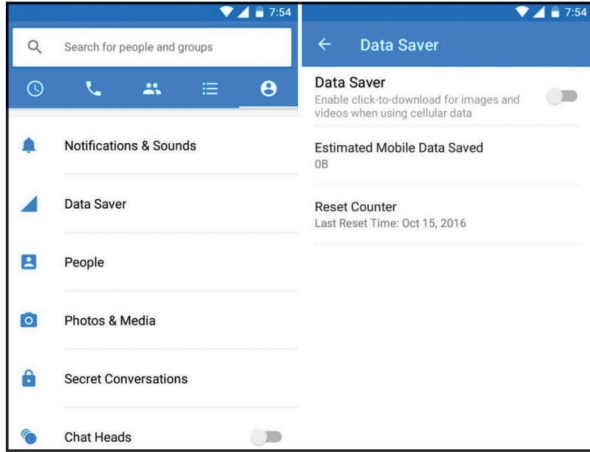 7:54
Search for people and groups
Notifications & Sounds
Data Saver
People
Photos & Media
Secret Conversations
Chat Heads
7:54
Data Saver
Data Saver
Enable click-to-download for images and
videos when using cellular data
Estimated Mobile Data Saved
0B
Reset Counter
Last Reset Time: Oct 15, 2016